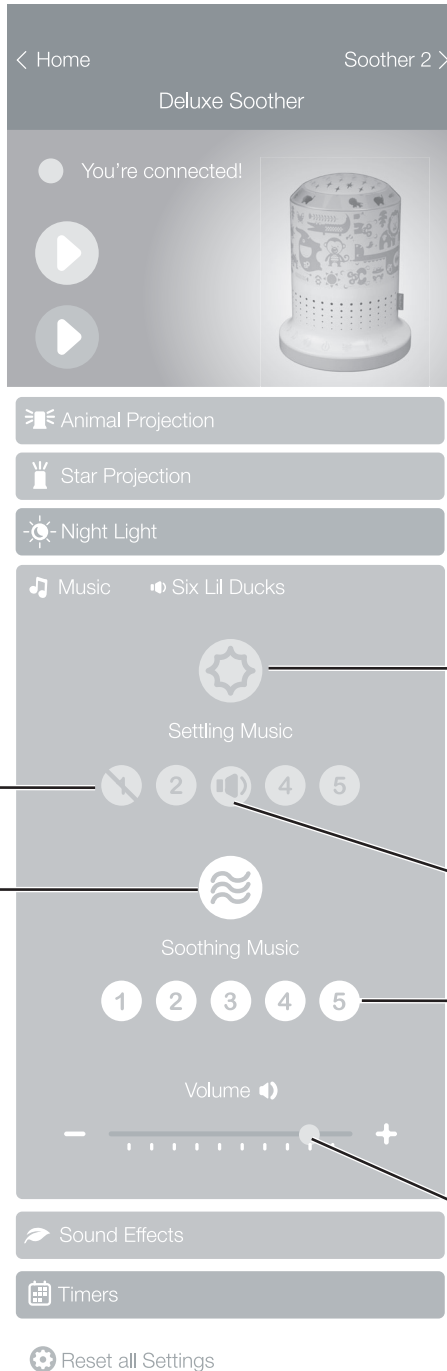 < Home Soother 2 >
Deluxe Soother
You're connected!
Animal Projection
Star Projection
Night Light
Music Six Lil Ducks
Settling Music
1 2 4 5
Soothing Music
1 2 3 4 5
Volume
− +
Sound Effects
Timers
Reset all Settings